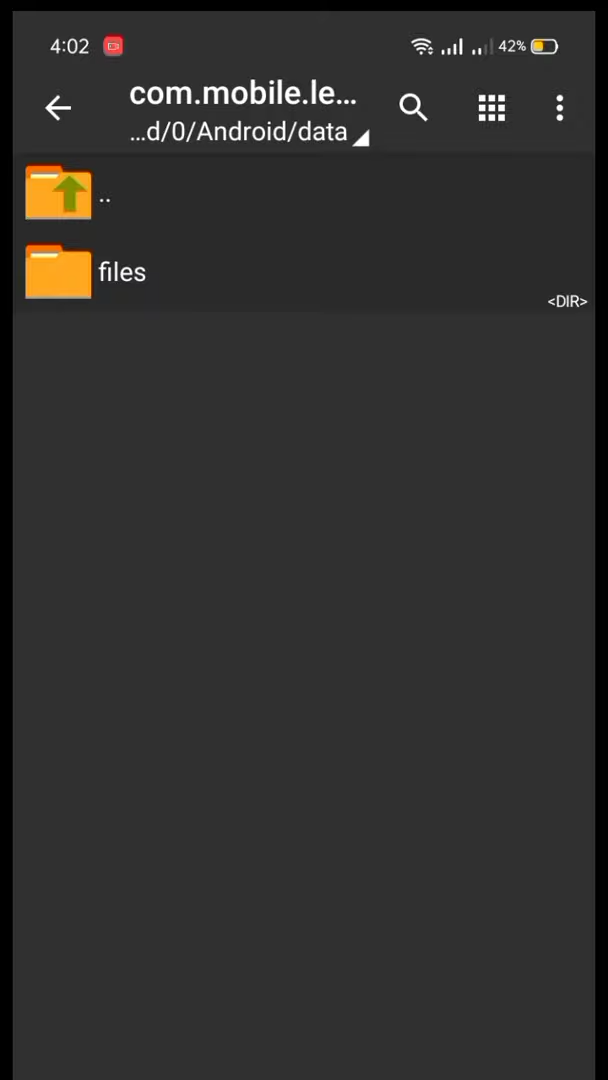 4:02 42%
com.mobile.le...
...d/0/Android/data
..
files
<DIR>